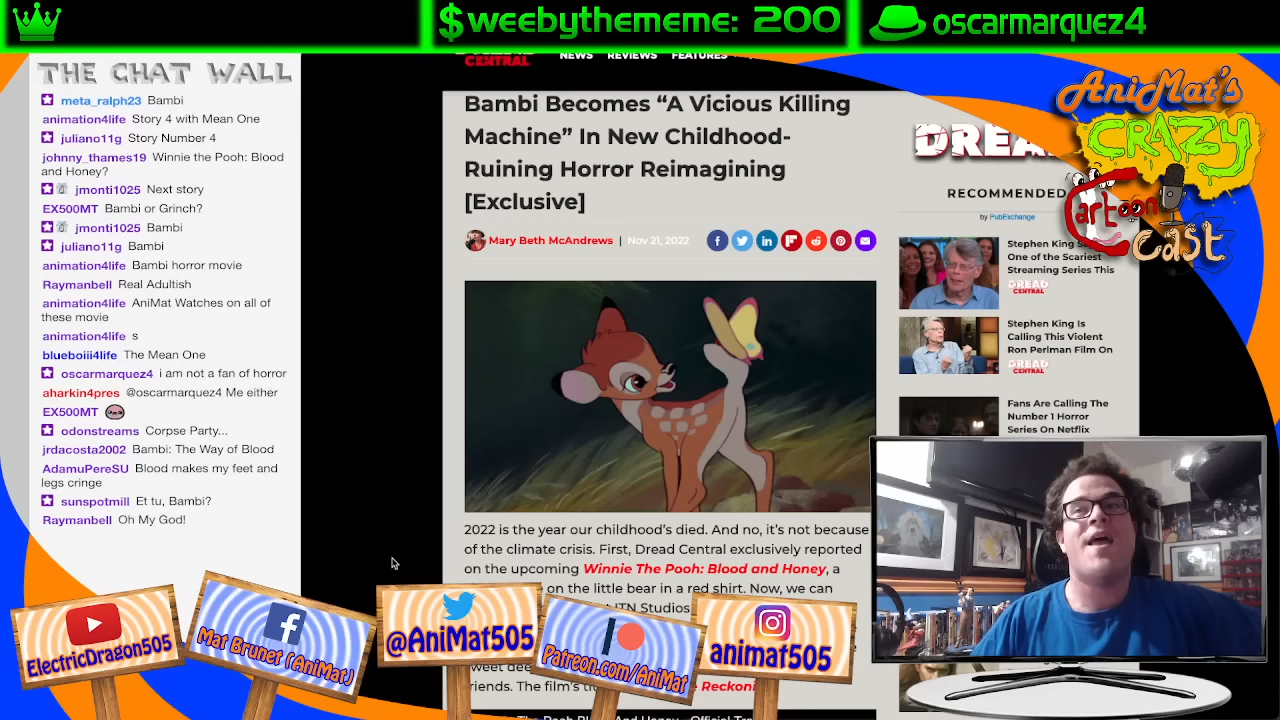 $weebythememe: 200
oscarmarquez4
THE CHAT WALL
meta_ralph23 Bambi
animation4life Story 4 with Mean One
juliano11g Story Number 4
johnny_thames19 Winnie the Pooh: Blood
and Honey?
jmonti1025 Next story
EX500MT Bambi or Grinch?
jmonti1025 Bambi
juliano11g Bambi
animation4life Bambi horror movie
Raymanbell Real Adultish
animation4life AniMat Watches on all of
these movie
animation4life s
blueboiii4life The Mean One
oscarmarquez4 i am not a fan of horror
aharkin4pres @oscarmarquez4 Me either
EX500MT
odonstreams Corpse Party...
jrdacosta2002 Bambi: The Way of Blood
AdamuPereSU Blood makes my feet and
legs cringe
sunspotmill Et tu, Bambi?
Raymanbell Oh My God!
CENTRAL
NEWS REVIEWS FEATURES
Bambi Becomes “A Vicious Killing
Machine” In New Childhood-
Ruining Horror Reimagining
[Exclusive]
Mary Beth McAndrews | Nov 21, 2022
2022 is the year our childhood’s died. And no, it’s not because
of the climate crisis. First, Dread Central exclusively reported
on the upcoming Winnie The Pooh: Blood and Honey, a
on the little bear in a red shirt. Now, we can
ITN Studios
sweet
The film's
RECOMMENDED
by PubExchange
Stephen King
One of the Scariest
Streaming Series This
DREAD CENTRAL
Stephen King Is
Calling This Violent
Ron Perlman Film On
DREAD CENTRAL
Fans Are Calling The
Number 1 Horror
Series On Netflix
AniMat's
CRAZY
Cartoon
Cast
ElectricDragon505
Mat Brunet (AniMat)
@AniMat505
Patreon.com/AniMat
animat505